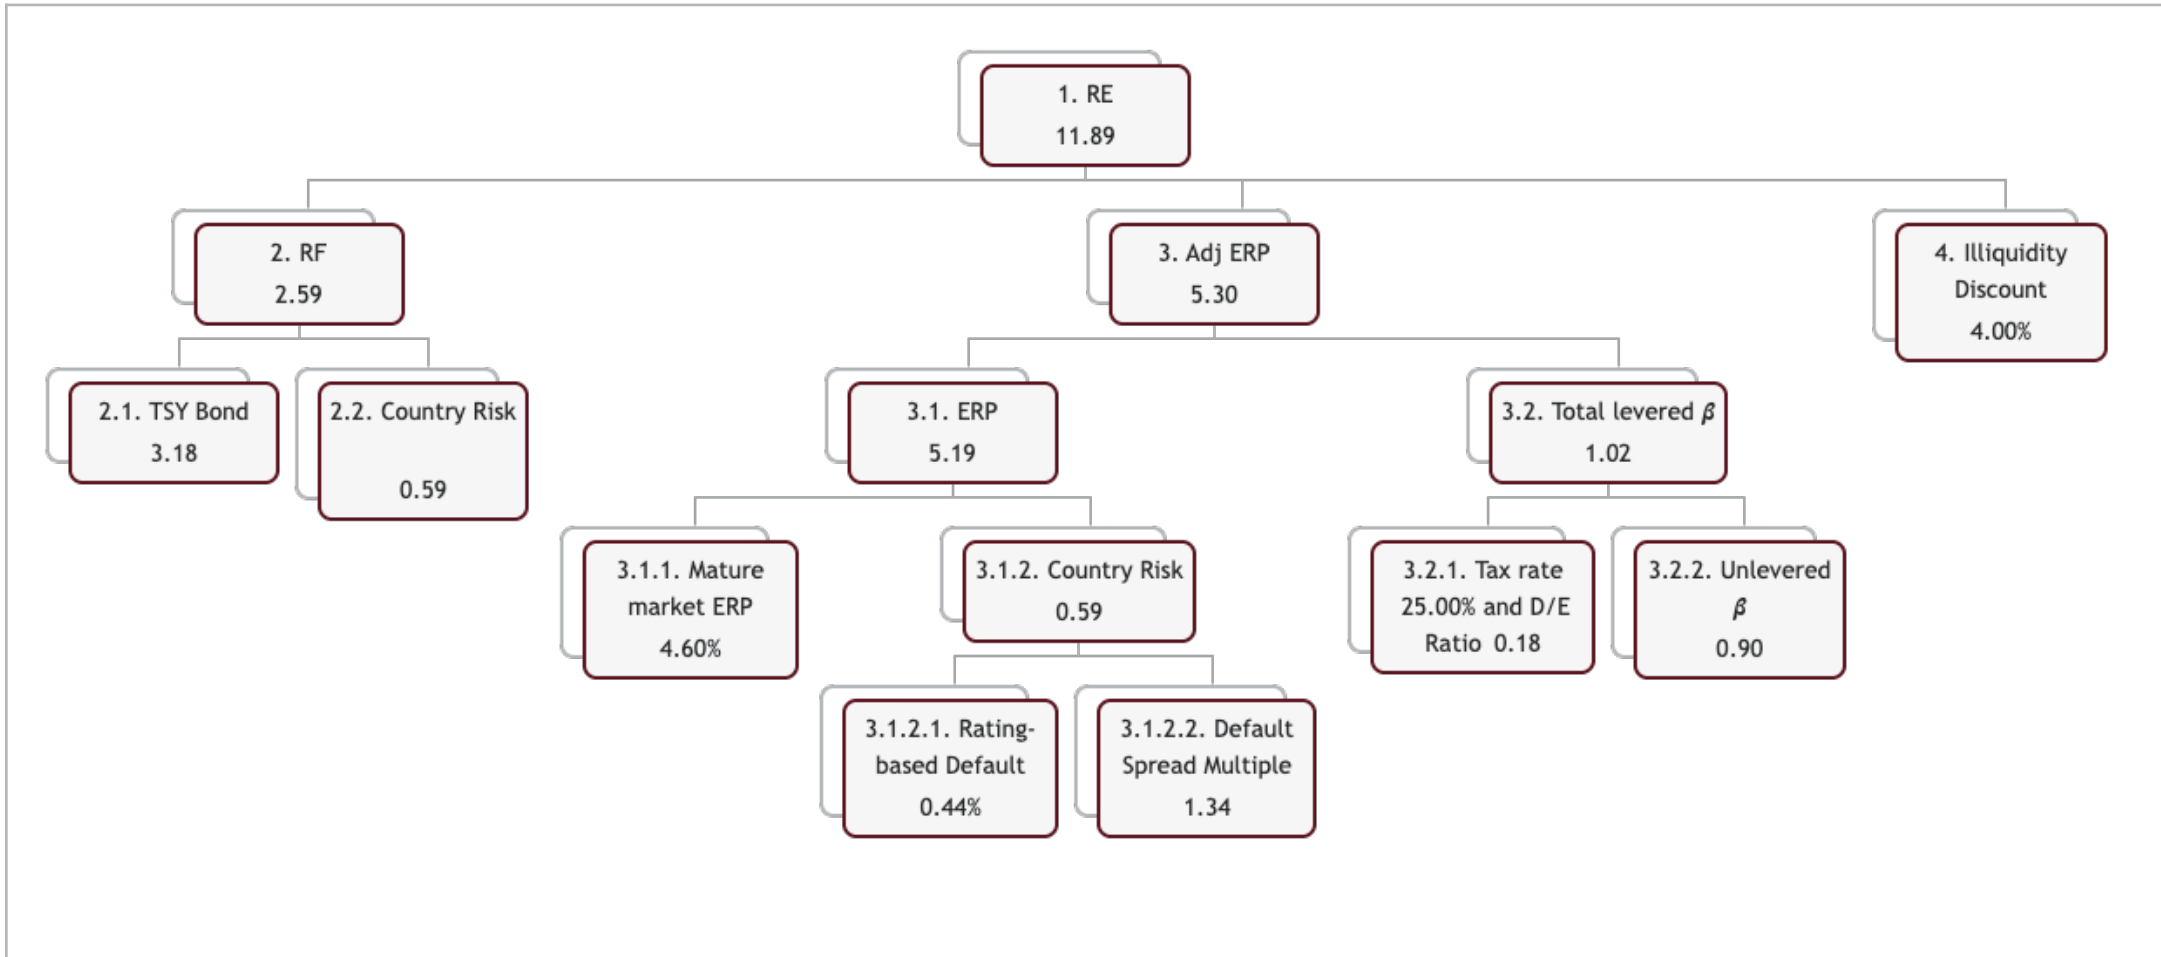 1. RE
11.89
2. RF
2.59
3. Adj ERP
5.30
4. Illiquidity
Discount
4.00%
2.1. TSY Bond
3.18
2.2. Country Risk
0.59
3.1. ERP
5.19
3.2. Total levered β
1.02
3.1.1. Mature
market ERP
4.60%
3.1.2. Country Risk
0.59
3.2.1. Tax rate
25.00% and D/E
Ratio 0.18
3.2.2. Unlevered
β
0.90
3.1.2.1. Rating-
based Default
0.44%
3.1.2.2. Default
Spread Multiple
1.34